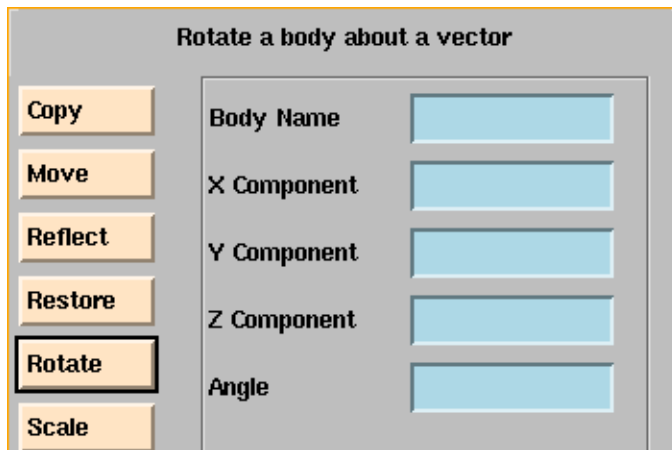 Rotate a body about a vector
Copy
Move
Reflect
Restore
Rotate
Scale
Body Name
X Component
Y Component
Z Component
Angle